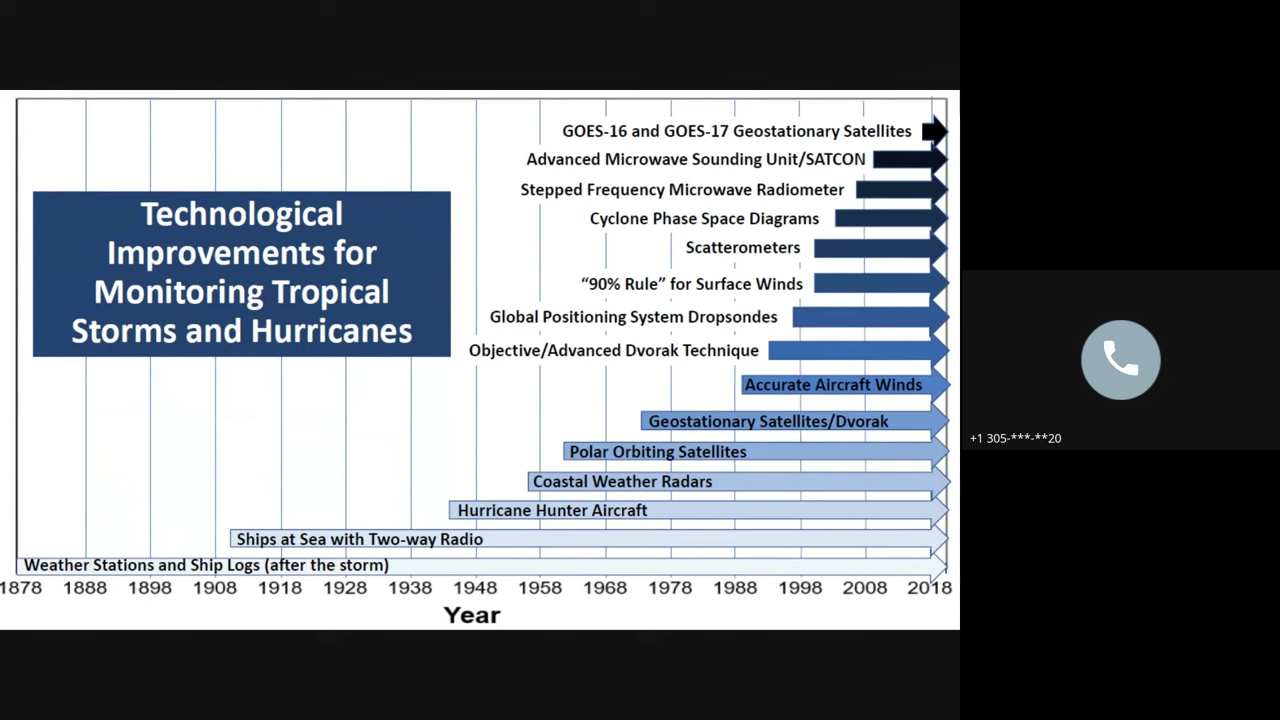 GOES-16 and GOES-17 Geostationary Satellites
Advanced Microwave Sounding Unit/SATCON
Stepped Frequency Microwave Radiometer
Cyclone Phase Space Diagrams
Scatterometers
“90% Rule” for Surface Winds
Global Positioning System Dropsondes
Objective/Advanced Dvorak Technique
Accurate Aircraft Winds
Geostationary Satellites/Dvorak
Polar Orbiting Satellites
Coastal Weather Radars
Hurricane Hunter Aircraft
Ships at Sea with Two-way Radio
Weather Stations and Ship Logs (after the storm)
Technological
Improvements for
Monitoring Tropical
Storms and Hurricanes
1878 1888 1898 1908 1918 1928 1938 1948 1958 1968 1978 1988 1998 2008 2018
Year
+1 305-***-**20